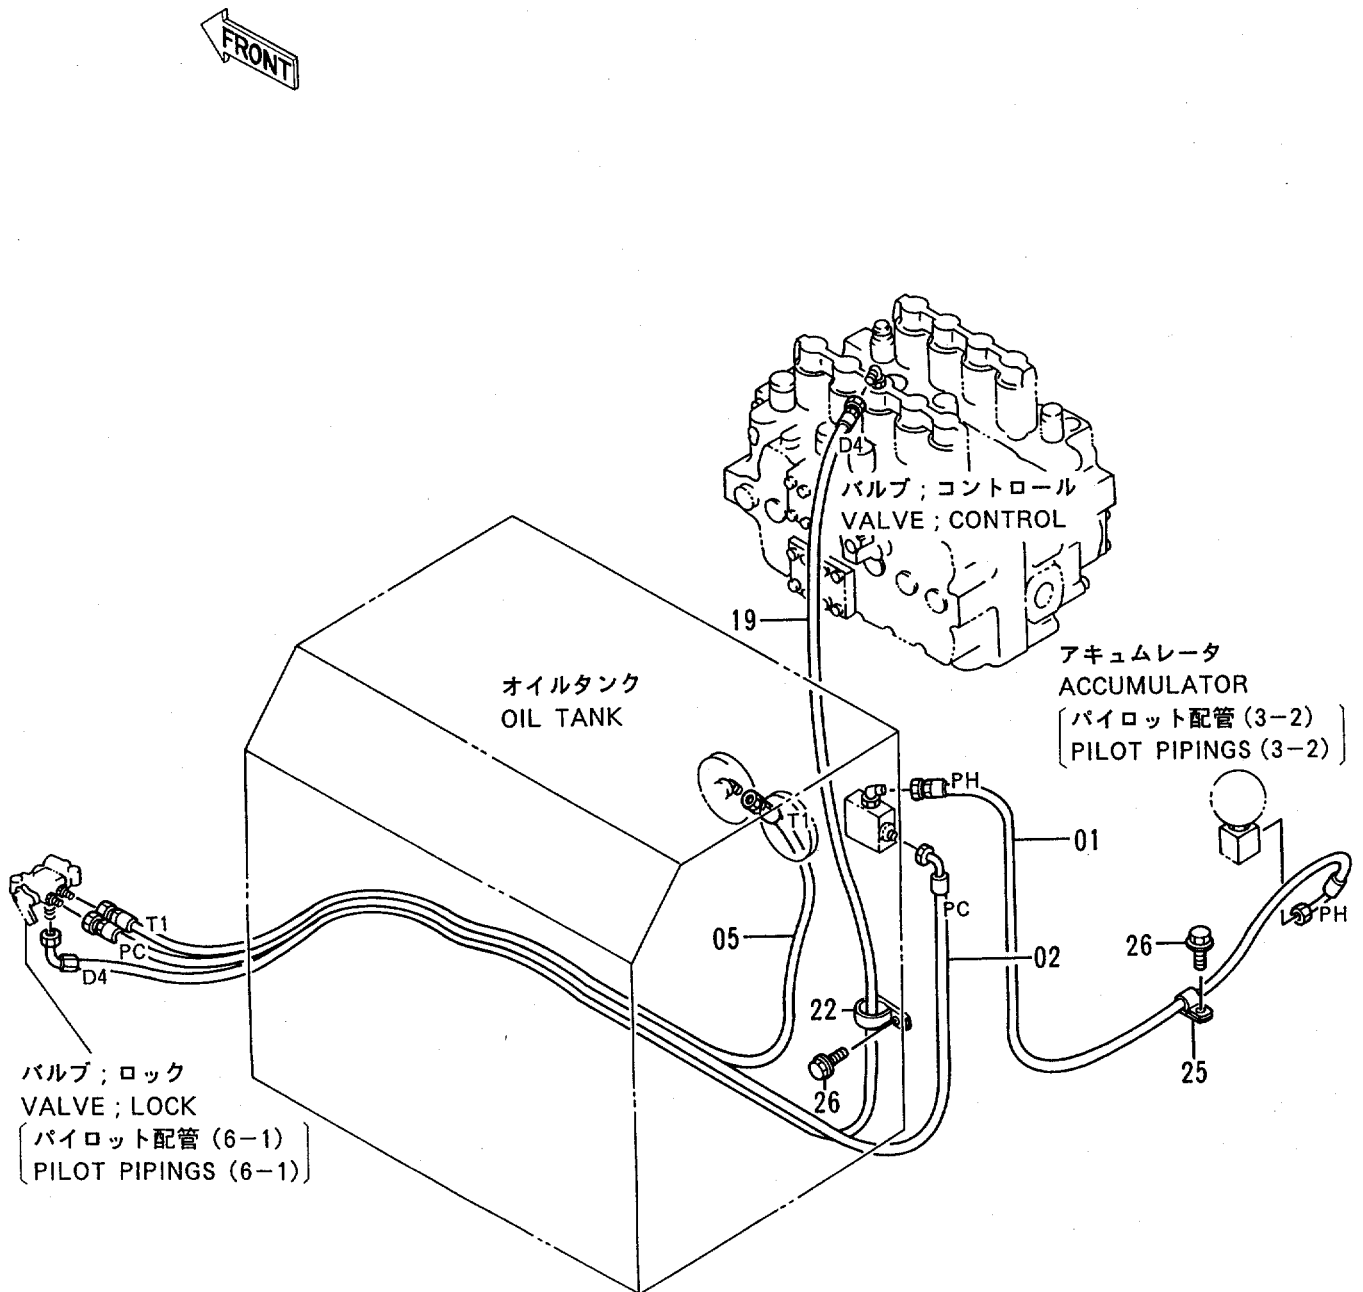 FRONT
D4
バルブ；コントロール
VALVE ; CONTROL
19
アキュムレータ
ACCUMULATOR
パイロット配管 (3-2)
PILOT PIPINGS (3-2)
オイルタンク
OIL TANK
PH
T1
01
PC
PH
T1
PC
D4
05
02
26
22
25
26
バルブ；ロック
VALVE ; LOCK
パイロット配管 (6-1)
PILOT PIPINGS (6-1)